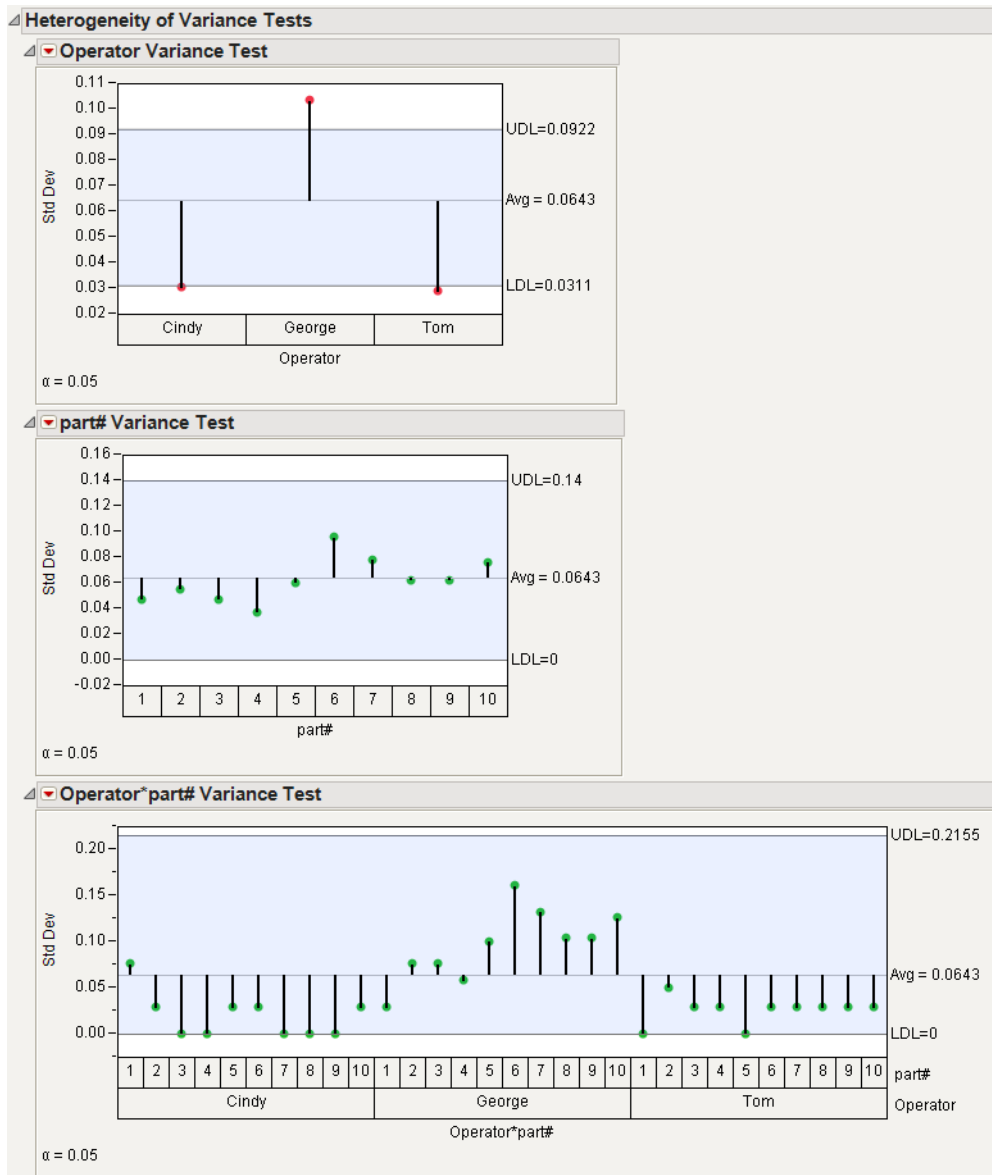 Heterogeneity of Variance Tests
Operator Variance Test
0.11
0.10
0.09
0.08
0.07
0.06
0.05
0.04
0.03
0.02
Std Dev
UDL=0.0922
Avg = 0.0643
LDL=0.0311
Cindy George Tom
Operator
α = 0.05
part# Variance Test
0.16
0.14
0.12
0.10
0.08
0.06
0.04
0.02
0.00
-0.02
Std Dev
UDL=0.14
Avg = 0.0643
LDL=0
1 2 3 4 5 6 7 8 9 10
part#
α = 0.05
Operator*part# Variance Test
0.20
0.15
0.10
0.05
0.00
Std Dev
UDL=0.2155
Avg = 0.0643
LDL=0
1 2 3 4 5 6 7 8 9 10 1 2 3 4 5 6 7 8 9 10 1 2 3 4 5 6 7 8 9 10 part#
Cindy George Tom Operator
Operator*part#
α = 0.05